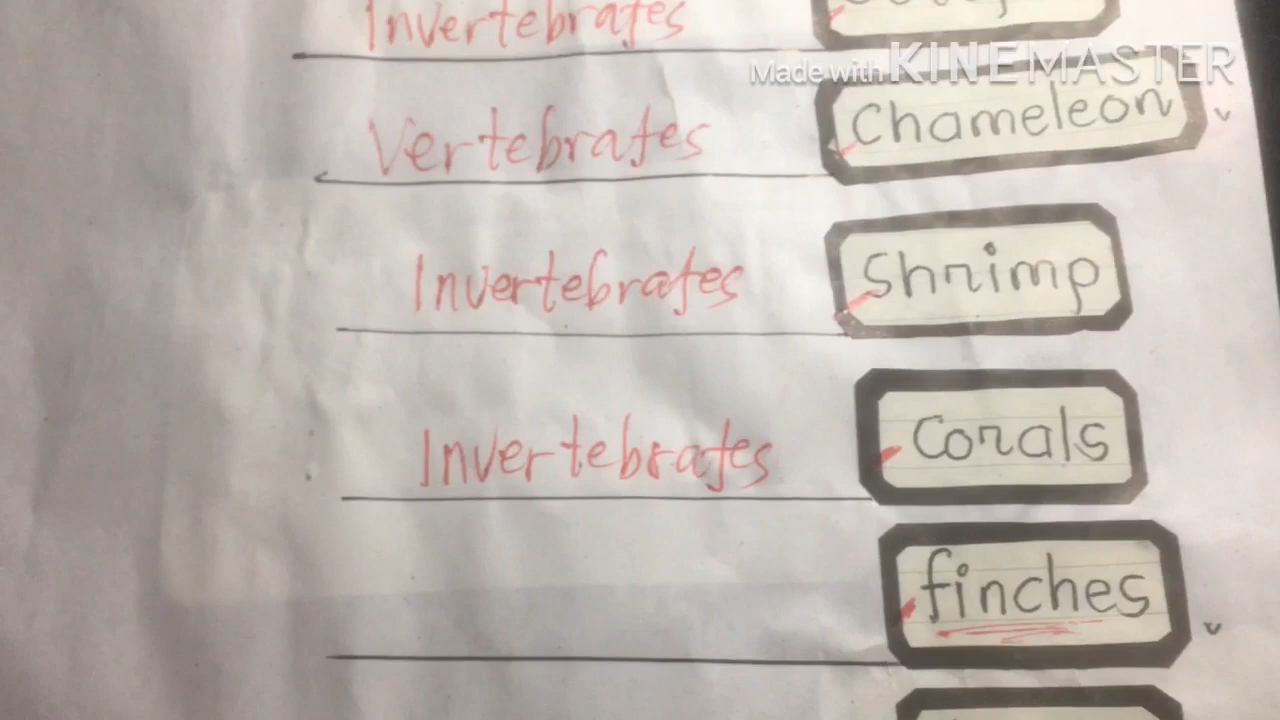 Invertebrates
Made with KINEMASTER
Vertebrates Chameleon v
Invertebrates Shrimp
Invertebrates Corals
finches v